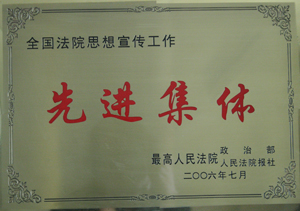 全国法院思想宣传工作
先进集体
最高人民法院 政治部
人民法院报社
二〇〇六年七月